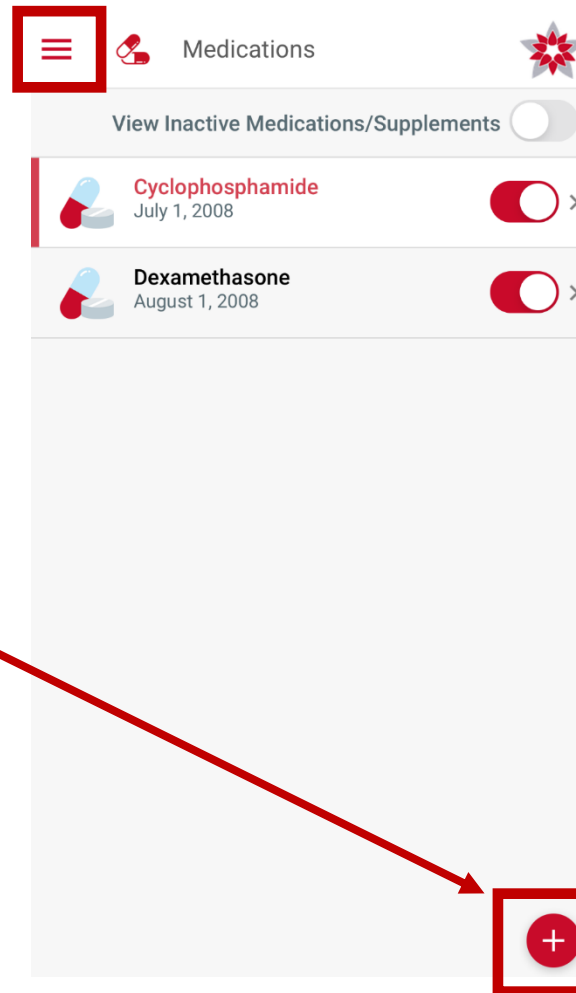 Medications
View Inactive Medications/Supplements
Cyclophosphamide
July 1, 2008
Dexamethasone
August 1, 2008